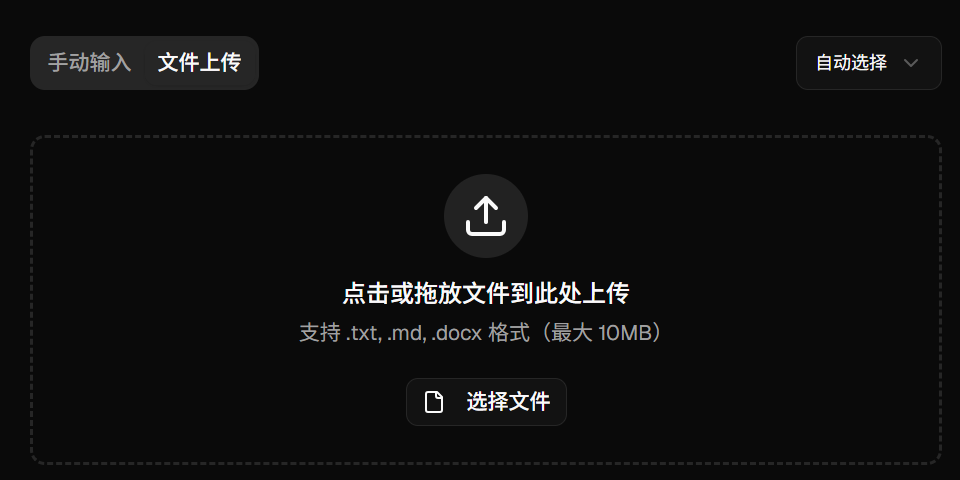 手动输入 文件上传 自动选择
点击或拖放文件到此处上传
支持 .txt, .md, .docx 格式（最大 10MB）
选择文件